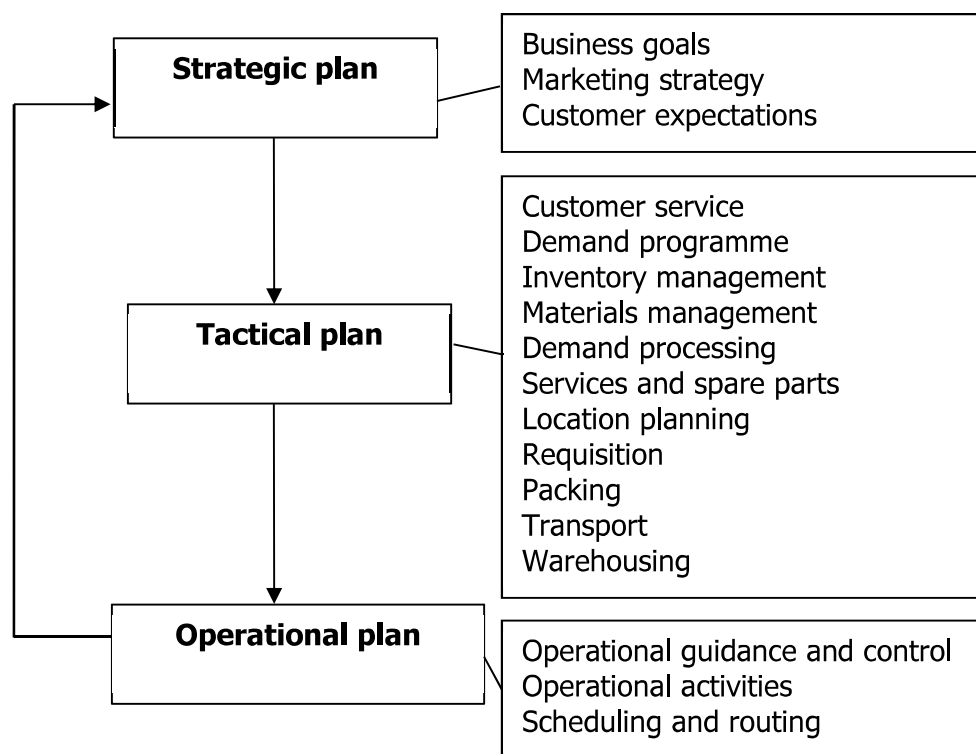 Strategic plan
Business goals
Marketing strategy
Customer expectations
Tactical plan
Customer service
Demand programme
Inventory management
Materials management
Demand processing
Services and spare parts
Location planning
Requisition
Packing
Transport
Warehousing
Operational plan
Operational guidance and control
Operational activities
Scheduling and routing